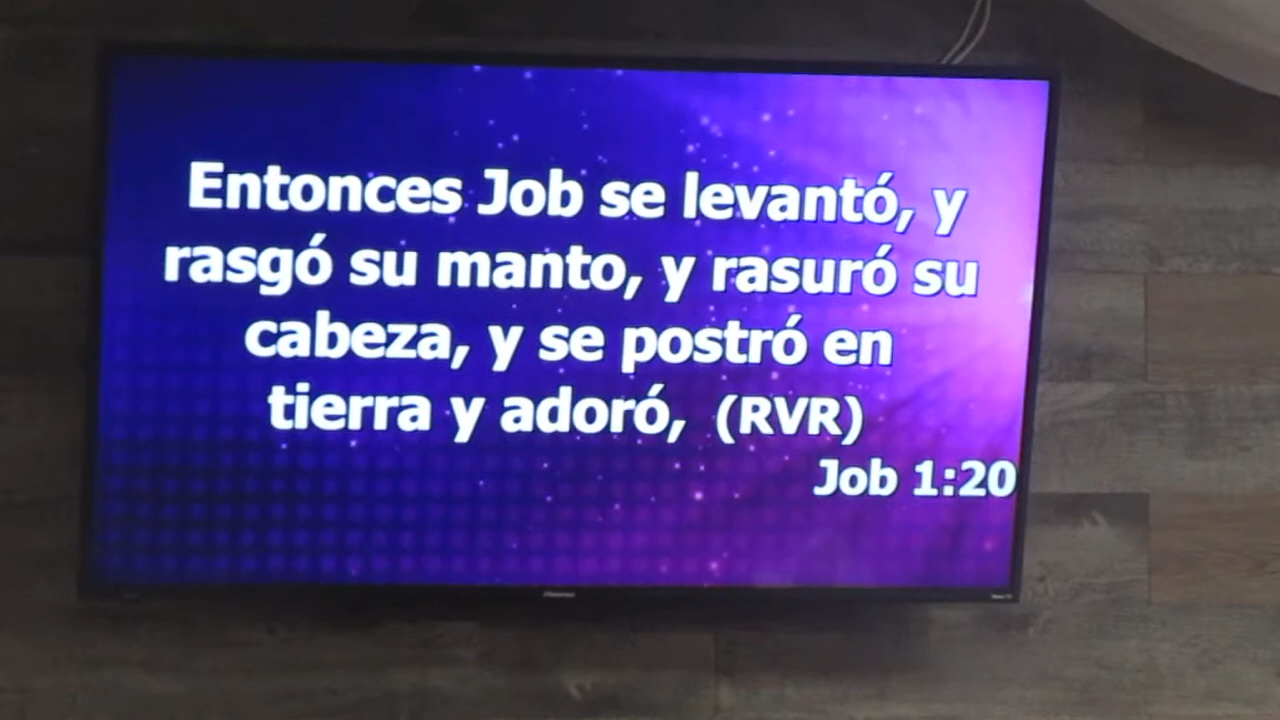 Entonces Job se levantó, y
rasgó su manto, y rasuró su
cabeza, y se postró en
tierra y adoró, (RVR)
Job 1:20